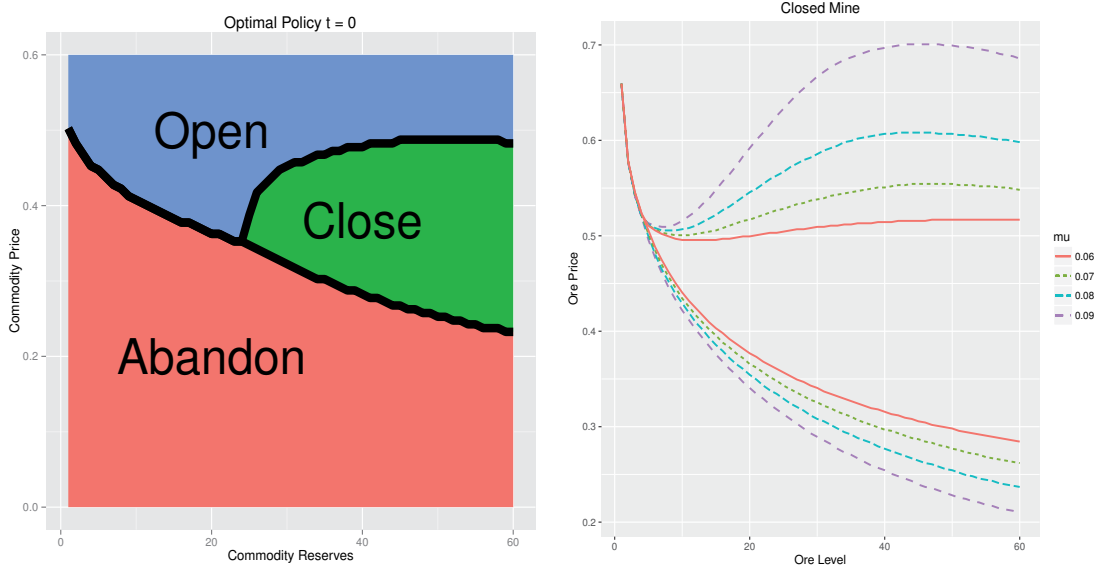 Optimal Policy t = 0
0.6
0.4
0.2
0.0
Commodity Price
Open
Close
Abandon
0
20
40
60
Commodity Reserves
Closed Mine
0.7
0.6
0.5
0.4
0.3
0.2
Ore Price
0
20
40
60
Ore Level
mu
0.06
0.07
0.08
0.09